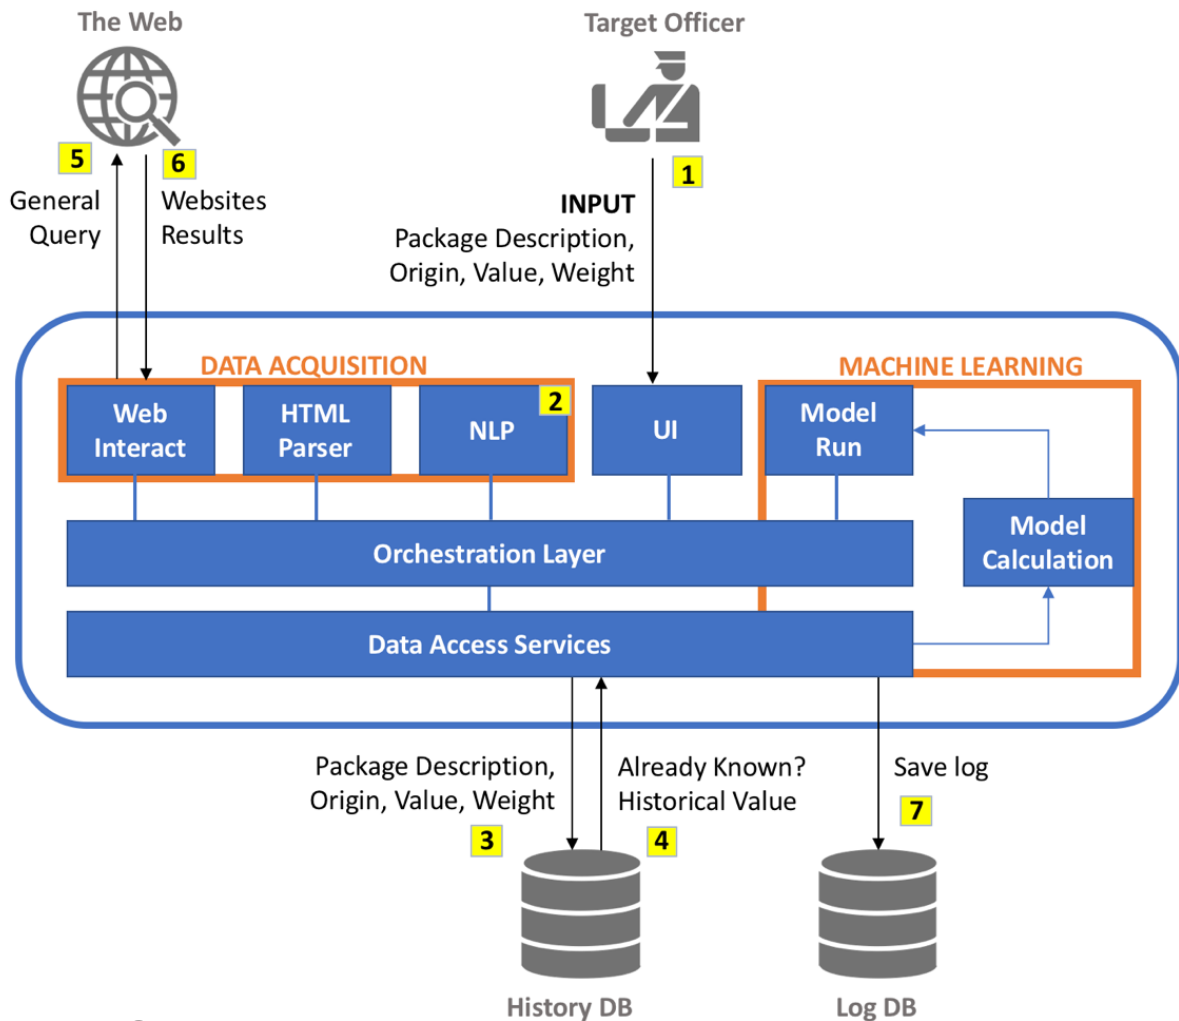 The Web
Target Officer
5
6
1
General
Query
Websites
Results
INPUT
Package Description,
Origin, Value, Weight
DATA ACQUISITION
MACHINE LEARNING
Web
Interact
HTML
Parser
NLP
2
UI
Model
Run
Model
Calculation
Orchestration Layer
Data Access Services
Package Description,
Origin, Value, Weight
3
Already Known?
Historical Value
4
Save log
7
History DB
Log DB